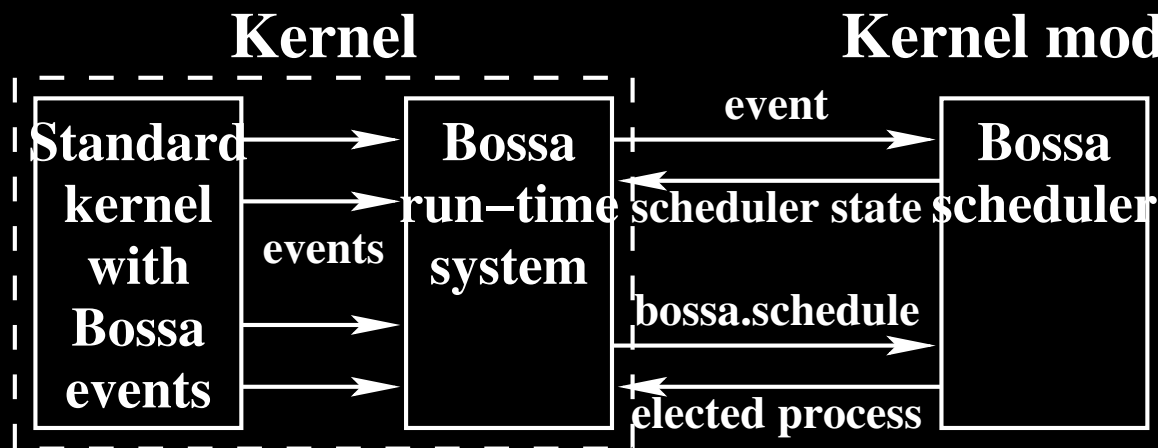 Kernel
Kernel mod
Standard
kernel
with
Bossa
events
events
Bossa
run−time
system
event
scheduler state
bossa.schedule
elected process
Bossa
scheduler